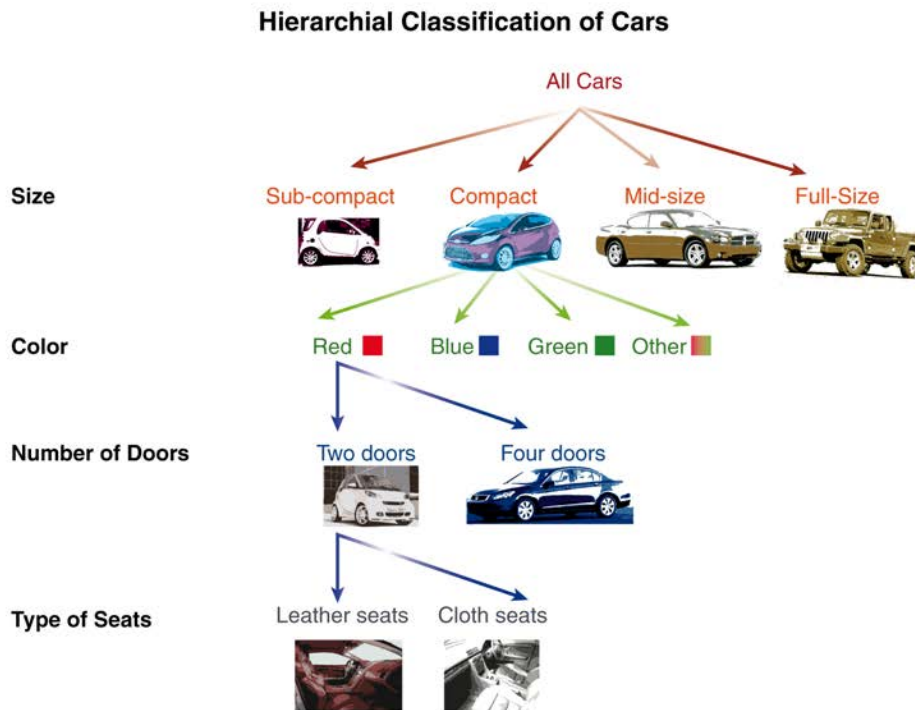 Hierarchial Classification of Cars
All Cars
Size
Sub-compact
Compact
Mid-size
Full-Size
Color
Red
Blue
Green
Other
Number of Doors
Two doors
Four doors
Type of Seats
Leather seats
Cloth seats